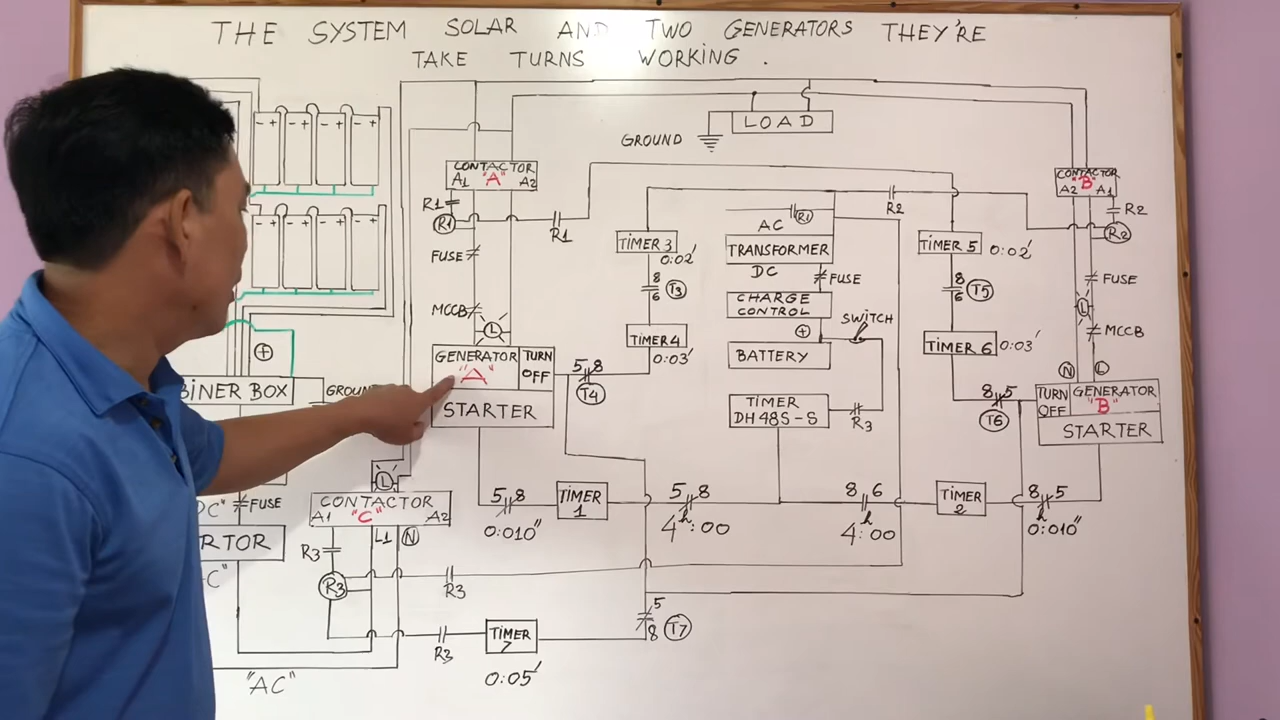 THE SYSTEM SOLAR AND TWO GENERATORS THEY'RE
TAKE TURNS WORKING .
- + - + - + - +
LOAD
GROUND
CONTACTOR
A1 "A" A2
R1
R1
FUSE
MCCB
L
GENERATOR
"A"
TURN
OFF
STARTER
R1
TIMER 3
0:02'
8
6
T3
TIMER 4
0:03'
5 8
T4
R1
AC
TRANSFORMER
DC
FUSE
CHARGE
CONTROL
SWITCH
+
BATTERY
TIMER
DH48S-S
R3
R2
TIMER 5
0:02'
8
6
T5
TIMER 6
0:03'
8 5
T6
CONTACTOR
"B"
A2 A1
R2
R2
FUSE
L
MCCB
N
L
TURN
OFF
GENERATOR
"B"
STARTER
- + - + - + - +
+
BINER BOX
GROUND
DC"
FUSE
RTOR
C"
"AC"
L
CONTACTOR
A1 "C" A2
L1 N
R3
R3
R3
R3
TIMER
7
0:05'
5
8
T7
5 8
0:010"
TIMER
1
5 8
4h:00
8 6
4h:00
TIMER
2
8 5
0:010"